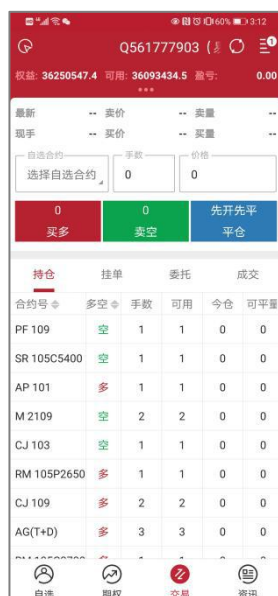 60% 3:12
Q561777903 (
权益: 36250547.4 可用: 36093434.5 盈亏: 0.00
最新 -- 卖价 -- 卖量 --
现手 -- 买价 -- 买量 --
自选合约 手数 价格
选择自选合约 0 0
0 0 先开先平
买多 卖空 平仓
持仓 挂单 委托 成交
合约号 多空 手数 可用 今仓 可平量
PF 109 空 1 1 0 0
SR 105C5400 空 1 1 0 0
AP 101 多 1 1 0 0
M 2109 空 2 2 0 0
CJ 103 空 1 1 0 0
RM 105P2650 多 1 1 0 0
CJ 109 多 2 2 0 0
AG(T+D) 多 3 3 0 0
自选 期权 交易 资讯